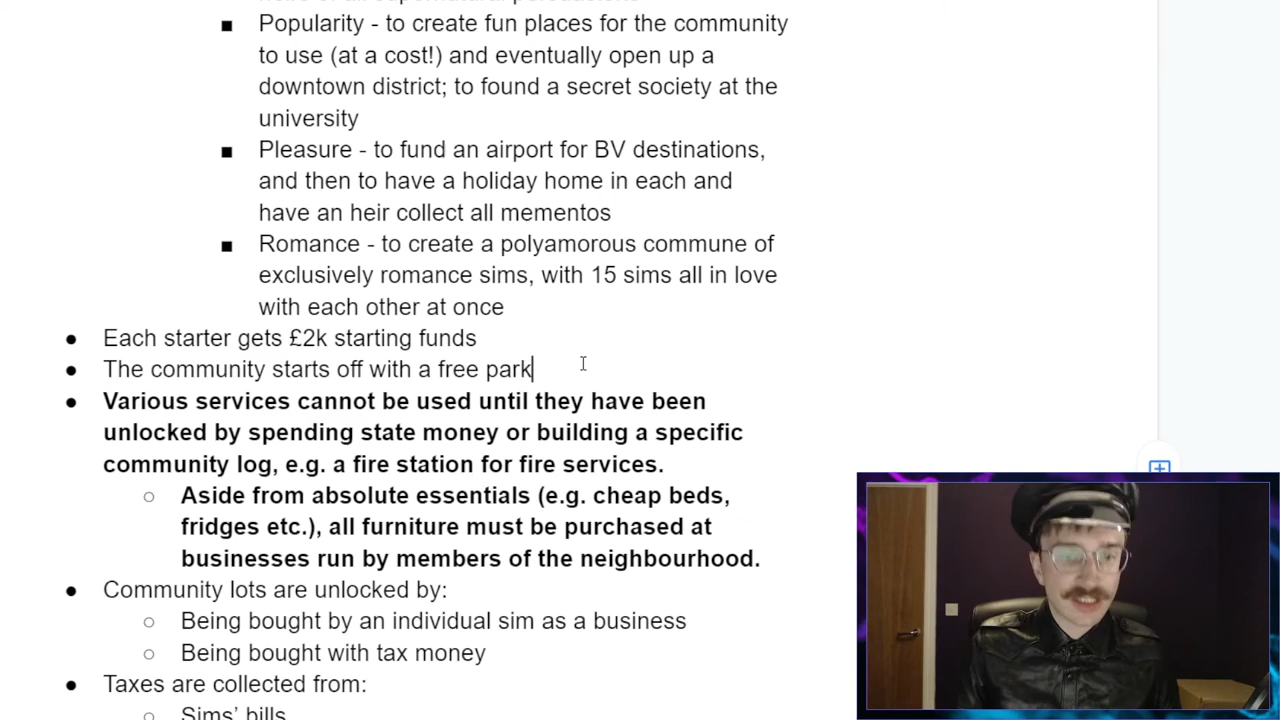 ■ Popularity - to create fun places for the community
to use (at a cost!) and eventually open up a
downtown district; to found a secret society at the
university
■ Pleasure - to fund an airport for BV destinations,
and then to have a holiday home in each and
have an heir collect all mementos
■ Romance - to create a polyamorous commune of
exclusively romance sims, with 15 sims all in love
with each other at once
● Each starter gets £2k starting funds
● The community starts off with a free park
● Various services cannot be used until they have been
unlocked by spending state money or building a specific
community log, e.g. a fire station for fire services.
○ Aside from absolute essentials (e.g. cheap beds,
fridges etc.), all furniture must be purchased at
businesses run by members of the neighbourhood.
● Community lots are unlocked by:
○ Being bought by an individual sim as a business
○ Being bought with tax money
● Taxes are collected from:
○ Sims' bills